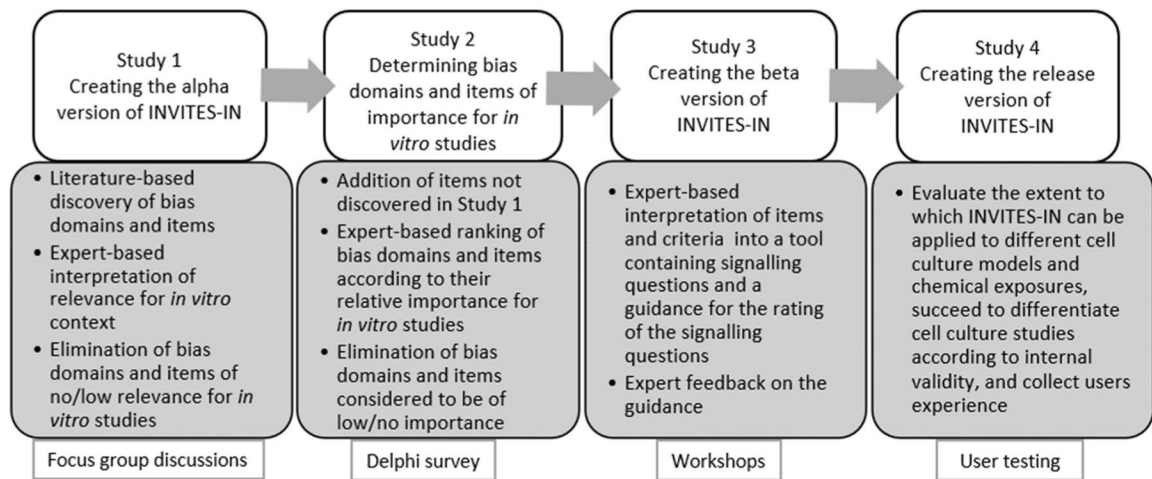 Study 1
Creating the alpha
version of INVITES-IN
Study 2
Determining bias
domains and items of
importance for in
vitro studies
Study 3
Creating the beta
version of
INVITES-IN
Study 4
Creating the release
version of
INVITES-IN
• Literature-based
discovery of bias
domains and items
• Expert-based
interpretation of
relevance for in vitro
context
• Elimination of bias
domains and items of
no/low relevance for in
vitro studies
• Addition of items not
discovered in Study 1
• Expert-based ranking of
bias domains and items
according to their
relative importance for
in vitro studies
• Elimination of bias
domains and items
considered to be of
low/no importance
• Expert-based
interpretation of items
and criteria into a tool
containing signalling
questions and a
guidance for the rating
of the signalling
questions
• Expert feedback on the
guidance
• Evaluate the extent to
which INVITES-IN can be
applied to different cell
culture models and
chemical exposures,
succeed to differentiate
cell culture studies
according to internal
validity, and collect users
experience
Focus group discussions
Delphi survey
Workshops
User testing